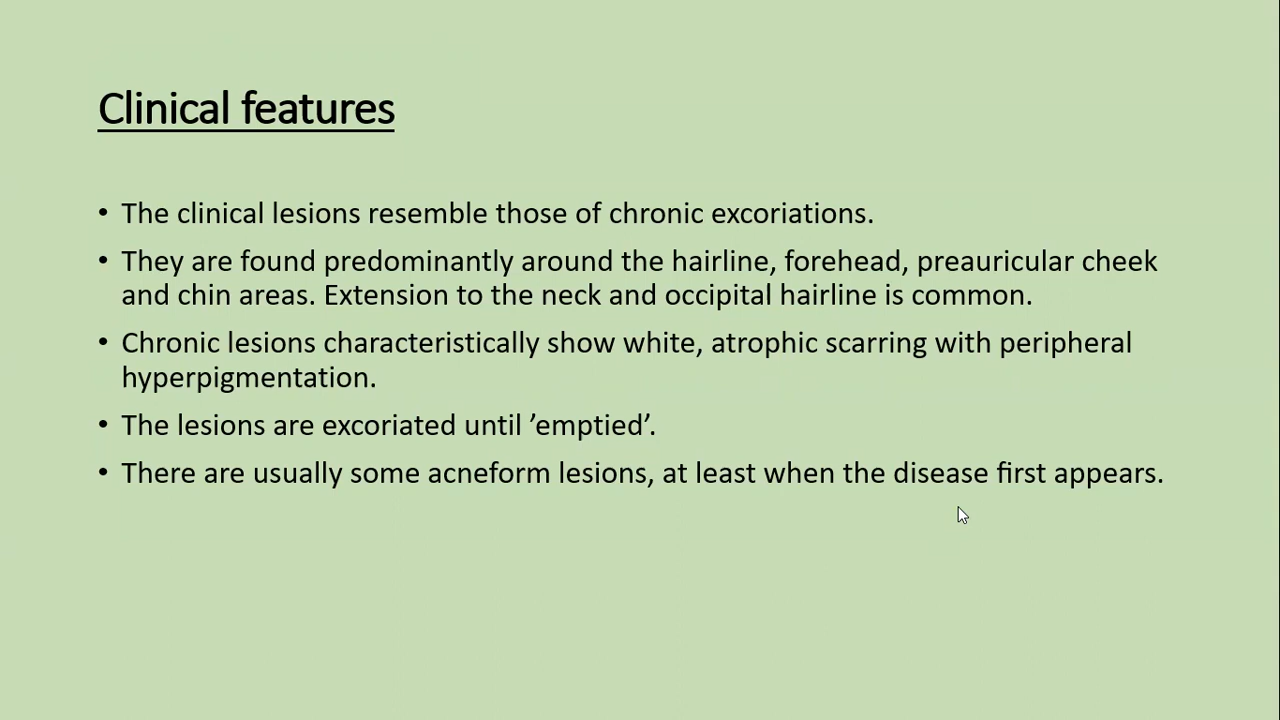 Clinical features
• The clinical lesions resemble those of chronic excoriations.
• They are found predominantly around the hairline, forehead, preauricular cheek
and chin areas. Extension to the neck and occipital hairline is common.
• Chronic lesions characteristically show white, atrophic scarring with peripheral
hyperpigmentation.
• The lesions are excoriated until ’emptied’.
• There are usually some acneform lesions, at least when the disease first appears.